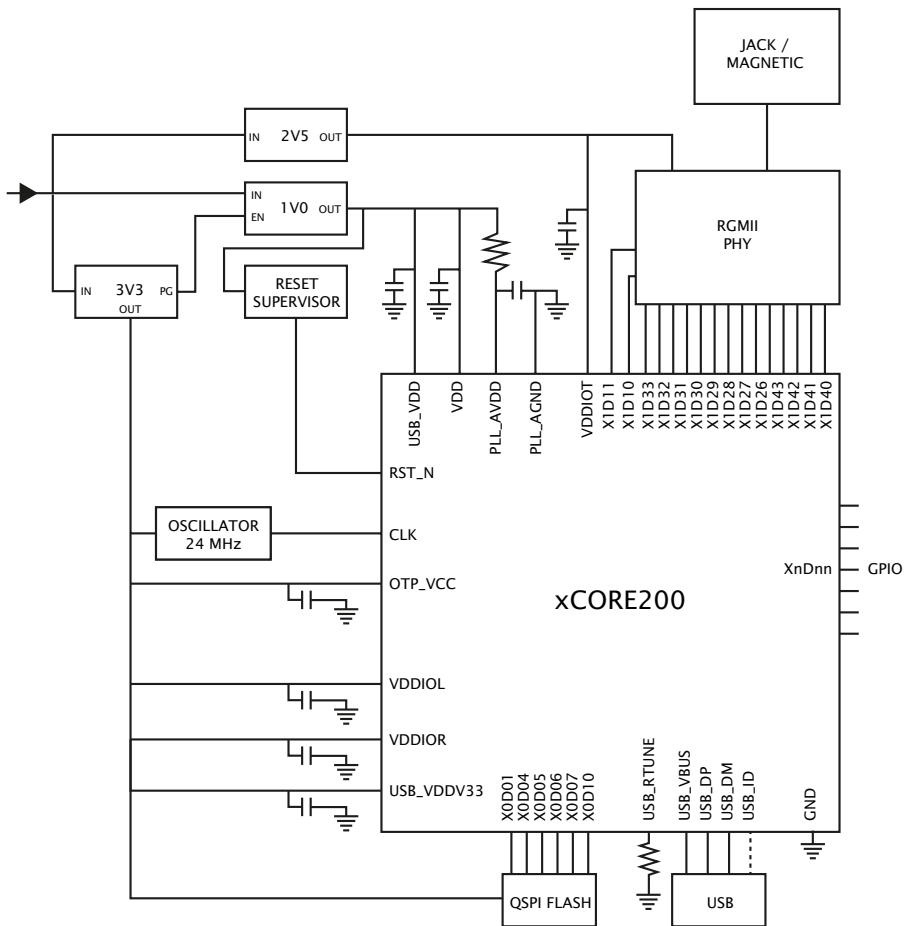 JACK /
MAGNETIC
IN 2V5 OUT
IN
1V0 OUT
EN
RGMII
PHY
IN 3V3 PG
OUT
RESET
SUPERVISOR
USB_VDD
VDD
PLL_AVDD
PLL_AGND
VDDIOT
X1D11
X1D10
X1D33
X1D32
X1D31
X1D30
X1D29
X1D28
X1D27
X1D26
X1D43
X1D42
X1D41
X1D40
RST_N
OSCILLATOR
24 MHz
CLK
XnDnn GPIO
OTP_VCC
xCORE200
VDDIOL
VDDIOR
USB_VDDV33
X0D01
X0D04
X0D05
X0D06
X0D07
X0D10
USB_RTUNE
USB_VBUS
USB_DP
USB_DM
USB_ID
GND
QSPI FLASH
USB